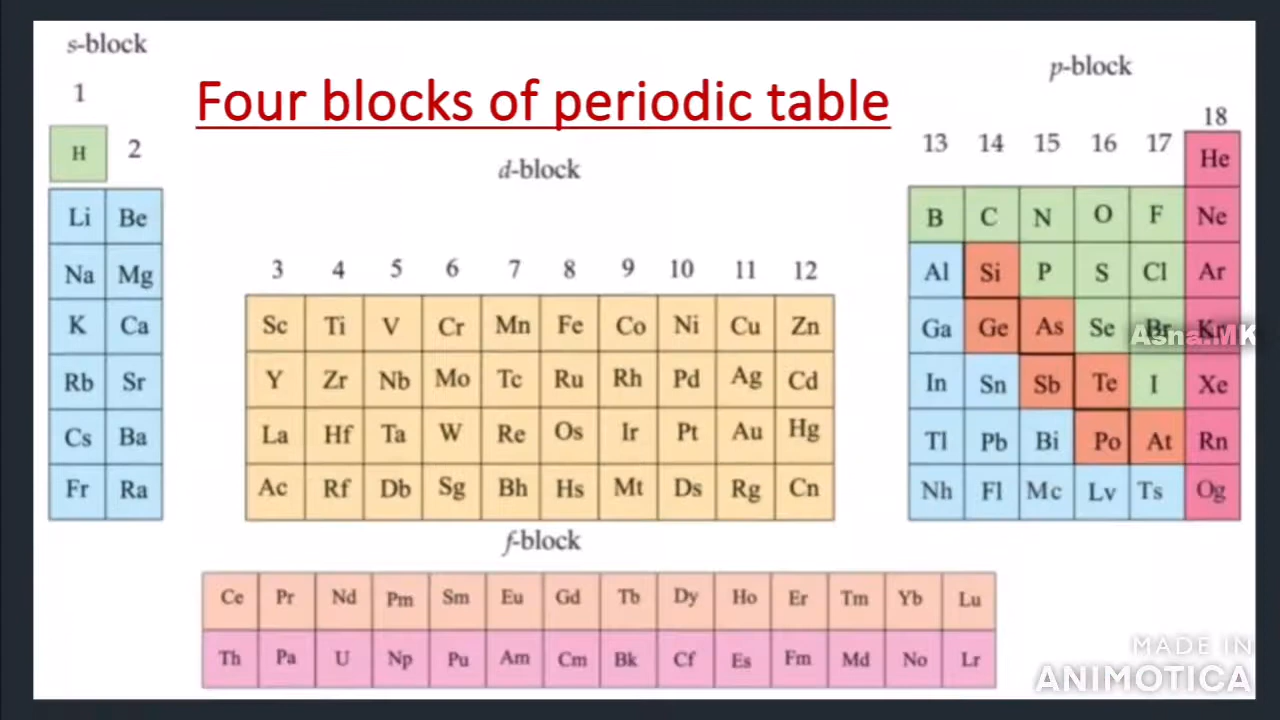 s-block
p-block
1
Four blocks of periodic table
18
13 14 15 16 17
H 2
d-block
He
Li Be
B C N O F Ne
3 4 5 6 7 8 9 10 11 12
Na Mg
Al Si P S Cl Ar
K Ca
Sc Ti V Cr Mn Fe Co Ni Cu Zn
Ga Ge As Se Br Kr
Asna.MK
Rb Sr
Y Zr Nb Mo Tc Ru Rh Pd Ag Cd
In Sn Sb Te I Xe
Cs Ba
La Hf Ta W Re Os Ir Pt Au Hg
Tl Pb Bi Po At Rn
Fr Ra
Ac Rf Db Sg Bh Hs Mt Ds Rg Cn
Nh Fl Mc Lv Ts Og
f-block
Ce Pr Nd Pm Sm Eu Gd Tb Dy Ho Er Tm Yb Lu
Th Pa U Np Pu Am Cm Bk Cf Es Fm Md No Lr
MADE IN
ANIMOTICA